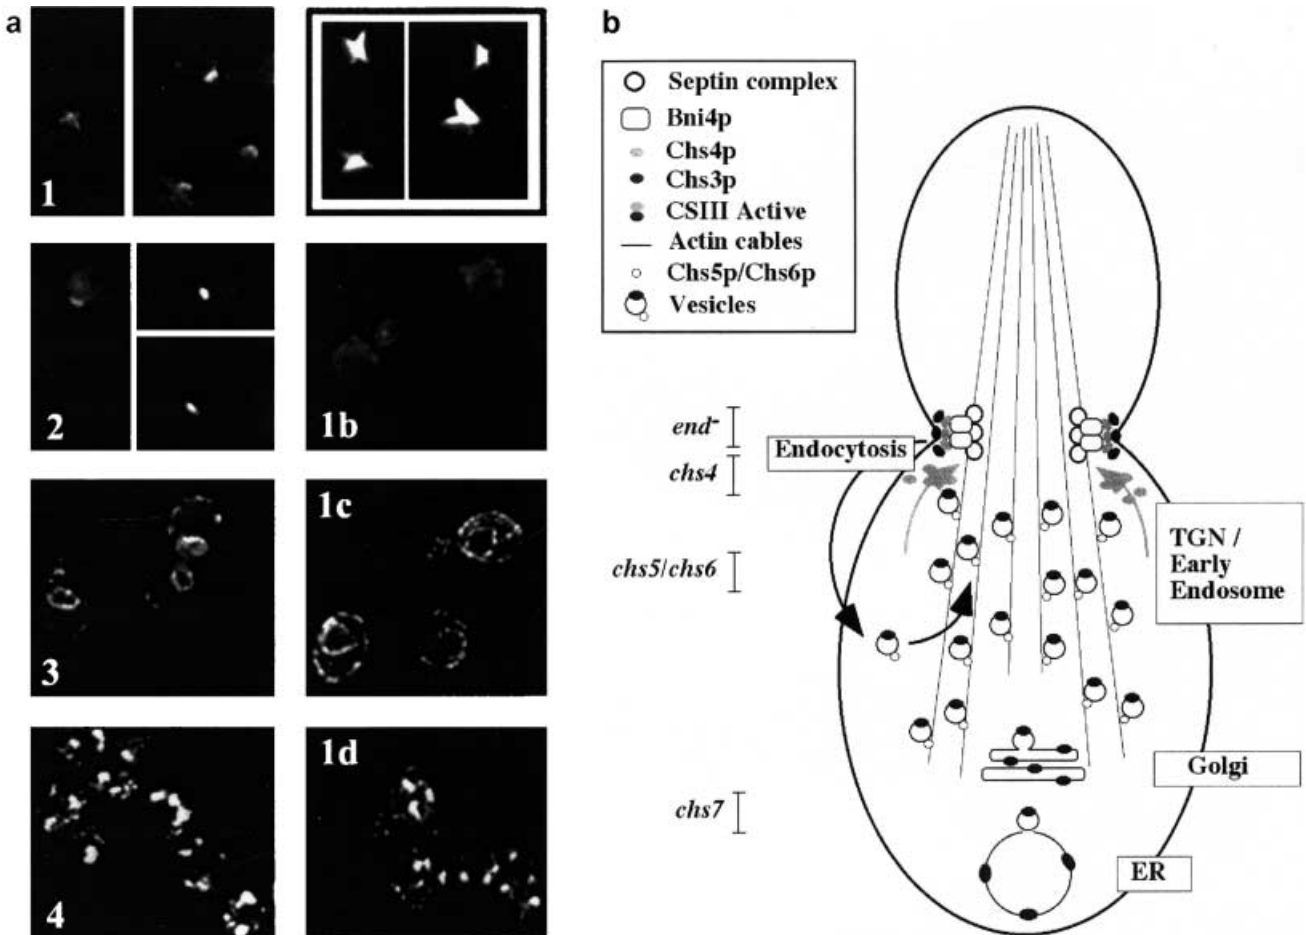 a
1
2
1b
3
1c
4
1d
b
Septin complex
Bni4p
Chs4p
Chs3p
CSIII Active
Actin cables
Chs5p/Chs6p
Vesicles
end-
Endocytosis
chs4
chs5/chs6
TGN /
Early
Endosome
Golgi
chs7
ER